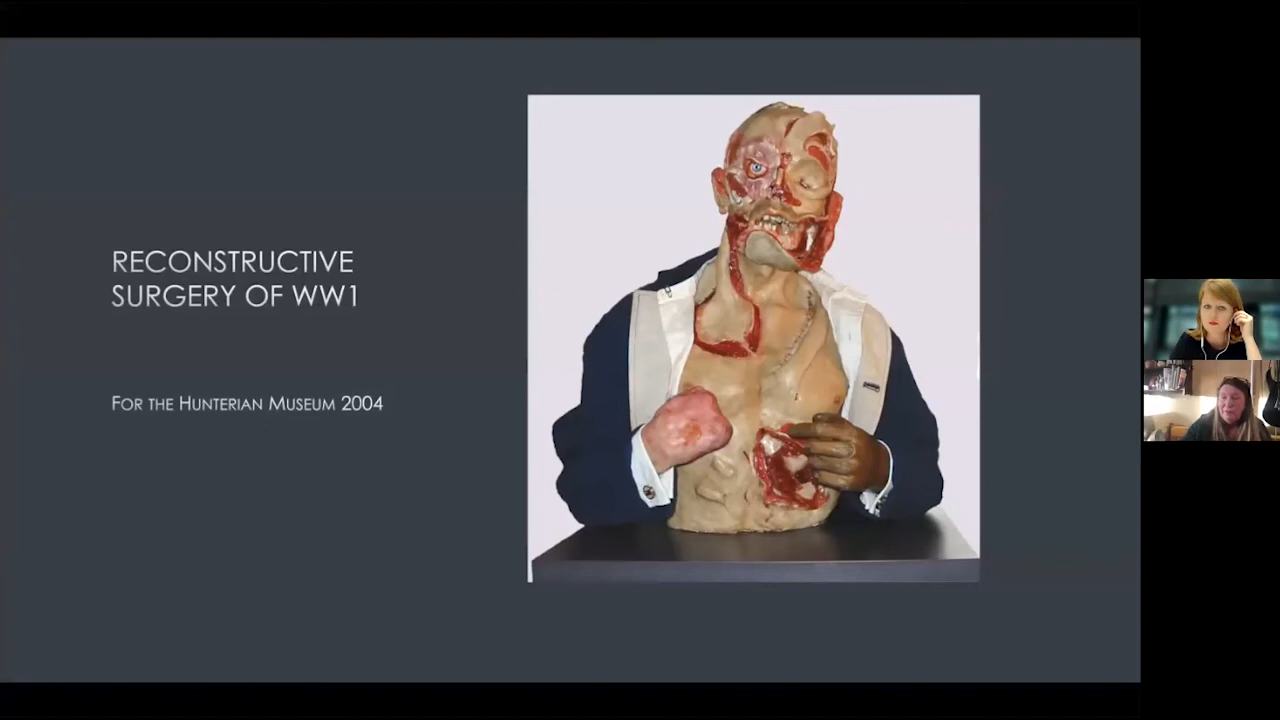 RECONSTRUCTIVE
SURGERY OF WW1
FOR THE HUNTERIAN MUSEUM 2004